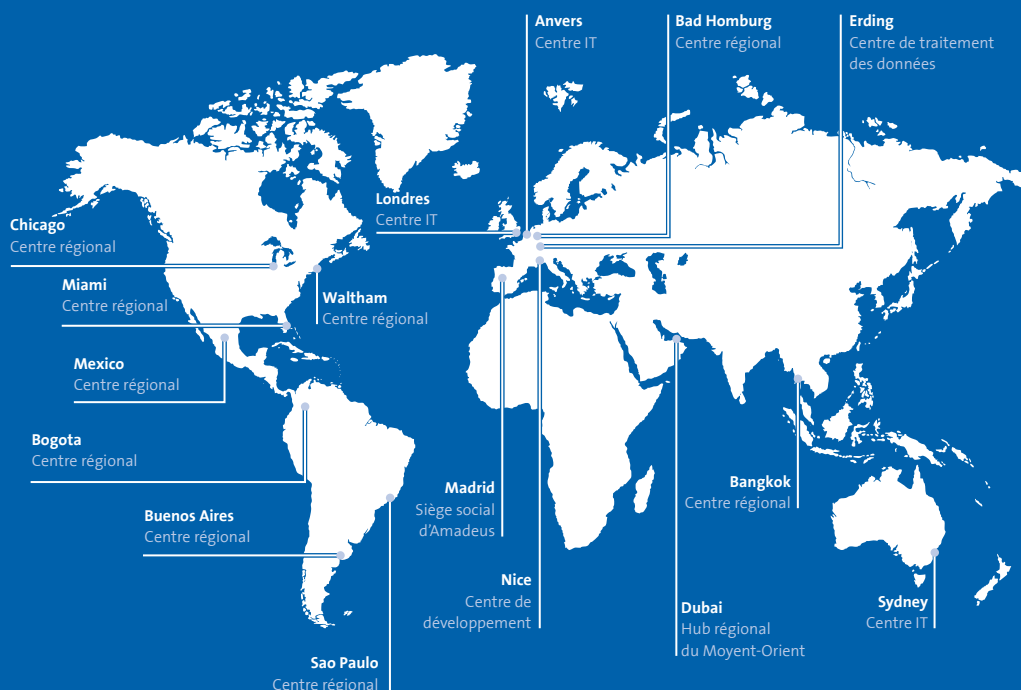 Anvers
Centre IT
Bad Homburg
Centre régional
Erding
Centre de traitement
des données
Londres
Centre IT
Chicago
Centre régional
Miami
Centre régional
Waltham
Centre régional
Mexico
Centre régional
Bogota
Centre régional
Buenos Aires
Centre régional
Sao Paulo
Centre régional
Madrid
Siège social
d'Amadeus
Nice
Centre de
développement
Dubai
Hub régional
du Moyent-Orient
Bangkok
Centre régional
Sydney
Centre IT